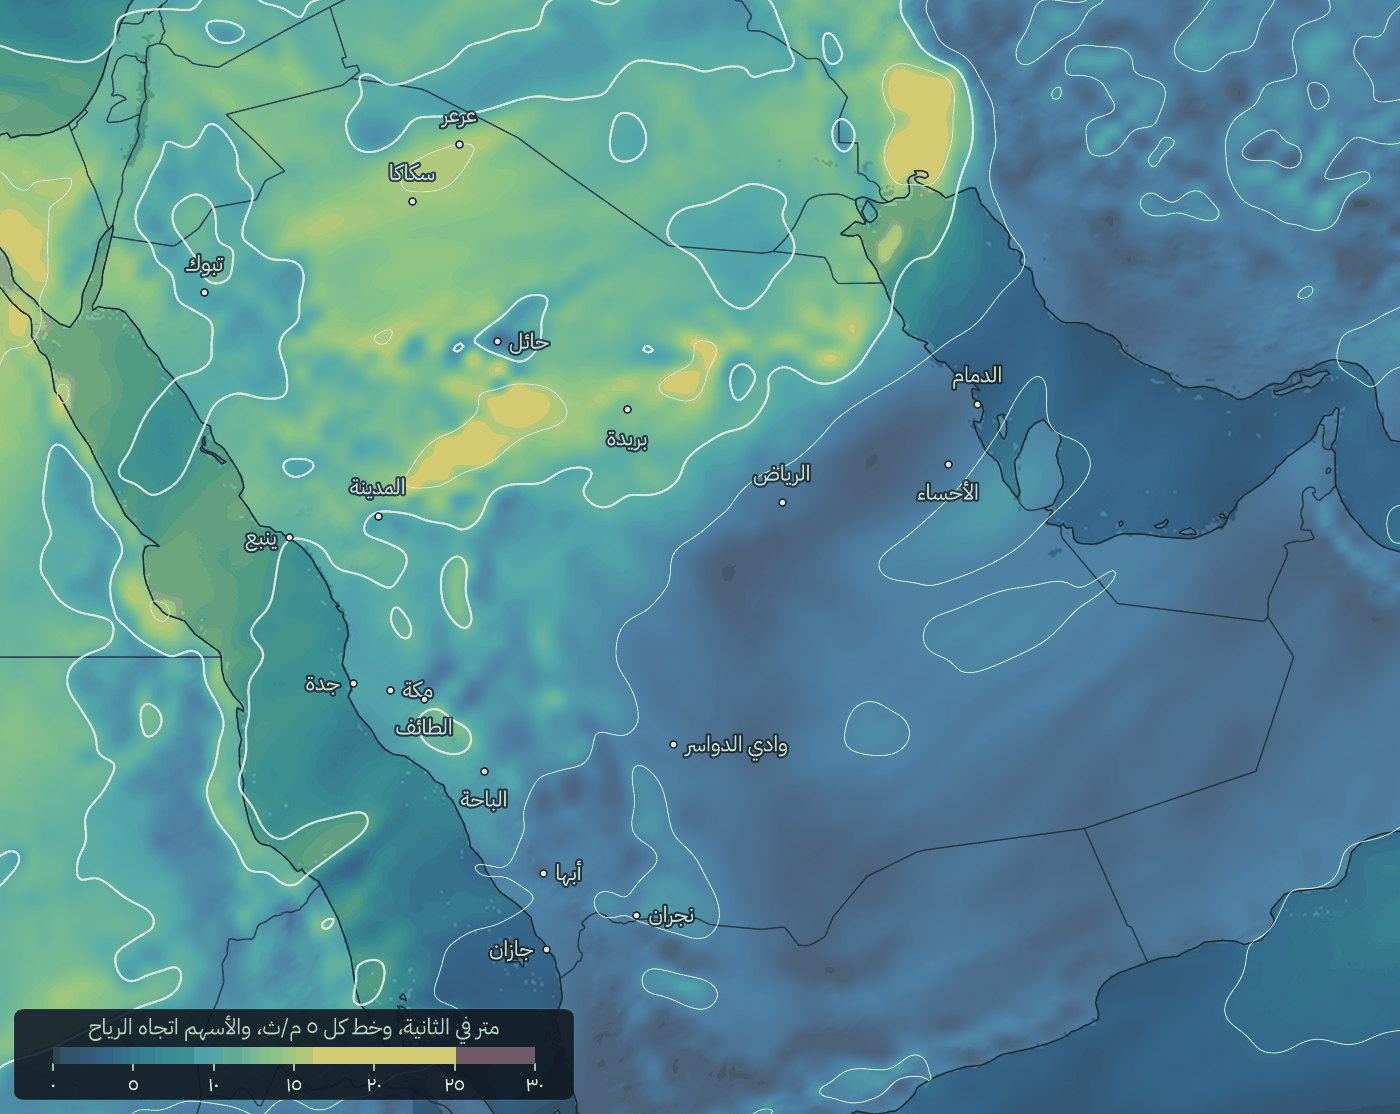 عرعر
سكاكا
تبوك
حائل
الدمام
بريدة
الرياض
المدينة
الأحساء
ينبع
جدة
مكة
الطائف
وادي الدواسر
الباحة
أبها
نجران
جازان
متر في الثانية، وخط كل ٥ م/ث، والأسهم اتجاه الرياح
٠ ٥ ١٠ ١٥ ٢٠ ٢٥ ٣٠